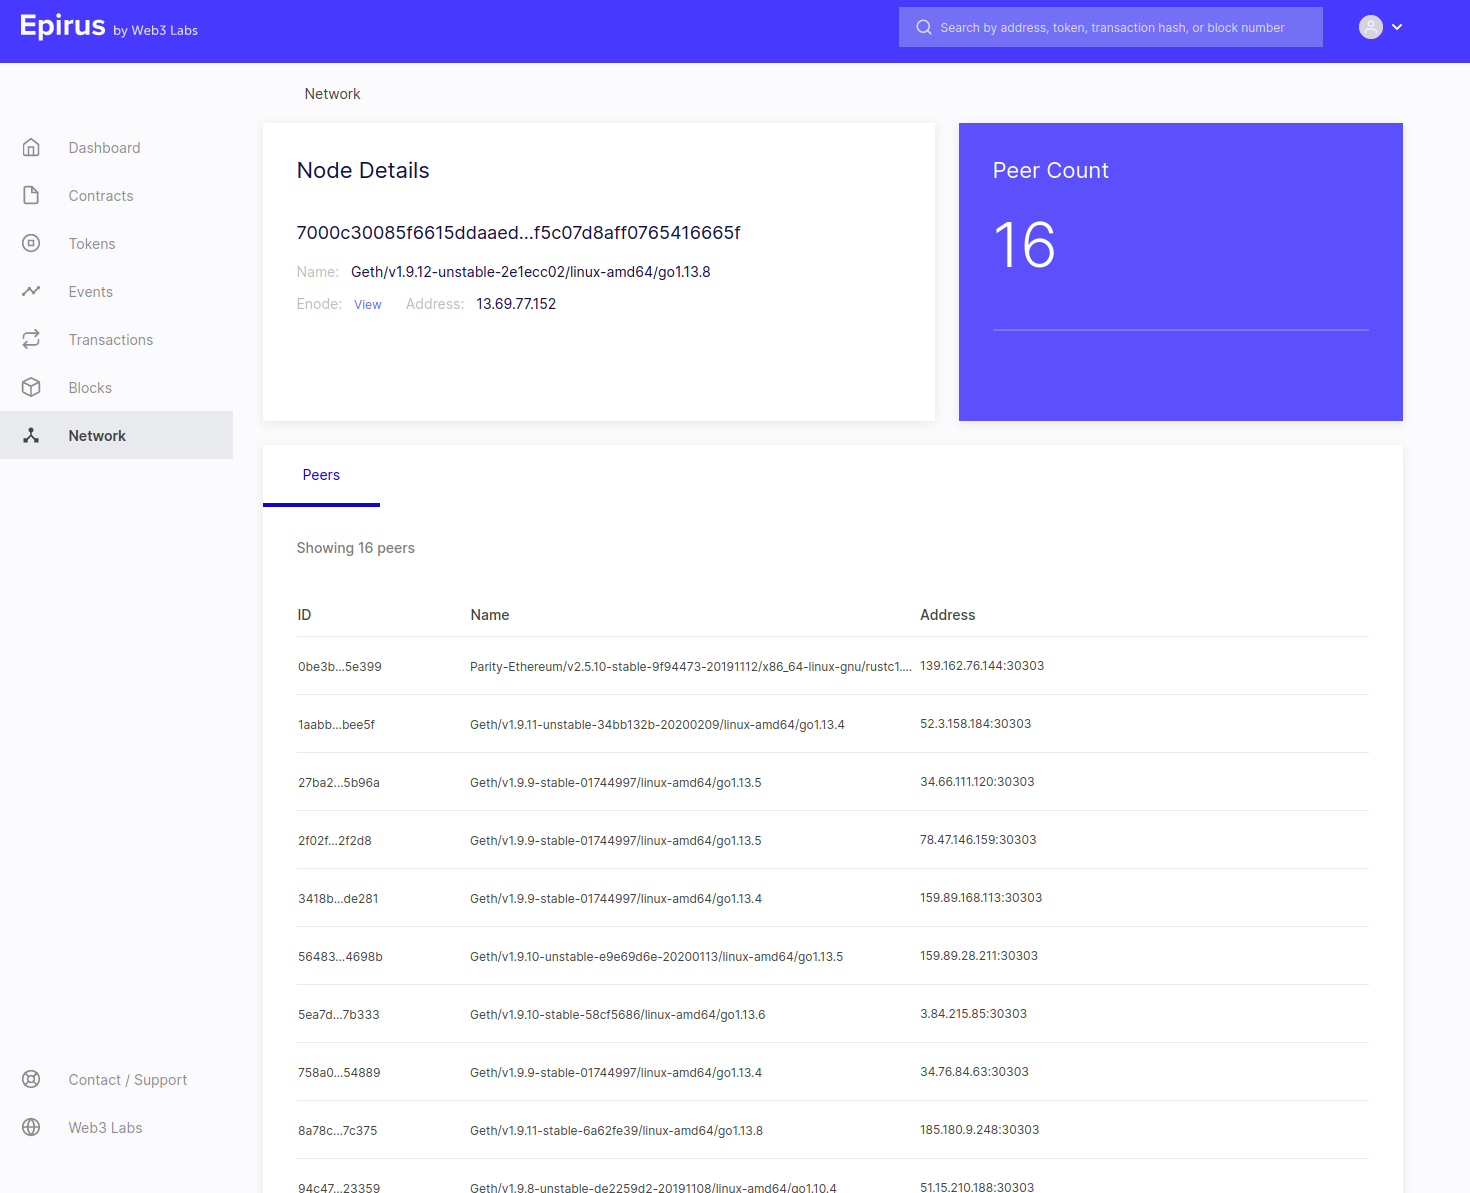 Epirus by Web3 Labs
Search by address, token, transaction hash, or block number
Network
Dashboard
Contracts
Tokens
Events
Transactions
Blocks
Network
Contact / Support
Web3 Labs
Node Details
7000c30085f6615ddaaed...f5c07d8aff0765416665f
Name: Geth/v1.9.12-unstable-2e1ecc02/linux-amd64/go1.13.8
Enode: View Address: 13.69.77.152
Peer Count
16
Peers
Showing 16 peers
ID Name Address
0be3b...5e399 Parity-Ethereum/v2.5.10-stable-9f94473-20191112/x86_64-linux-gnu/rustc1.... 139.162.76.144:30303
1aabb...bee5f Geth/v1.9.11-unstable-34bb132b-20200209/linux-amd64/go1.13.4 52.3.158.184:30303
27ba2...5b96a Geth/v1.9.9-stable-01744997/linux-amd64/go1.13.5 34.66.111.120:30303
2f02f...2f2d8 Geth/v1.9.9-stable-01744997/linux-amd64/go1.13.5 78.47.146.159:30303
3418b...de281 Geth/v1.9.9-stable-01744997/linux-amd64/go1.13.4 159.89.168.113:30303
56483...4698b Geth/v1.9.10-unstable-e9e69d6e-20200113/linux-amd64/go1.13.5 159.89.28.211:30303
5ea7d...7b333 Geth/v1.9.10-stable-58cf5686/linux-amd64/go1.13.6 3.84.215.85:30303
758a0...54889 Geth/v1.9.9-stable-01744997/linux-amd64/go1.13.4 34.76.84.63:30303
8a78c...7c375 Geth/v1.9.11-stable-6a62fe39/linux-amd64/go1.13.8 185.180.9.248:30303
94c47...23359 Geth/v1.9.8-unstable-de2259d2-20191108/linux-amd64/go1.10.4 51.15.210.188:30303